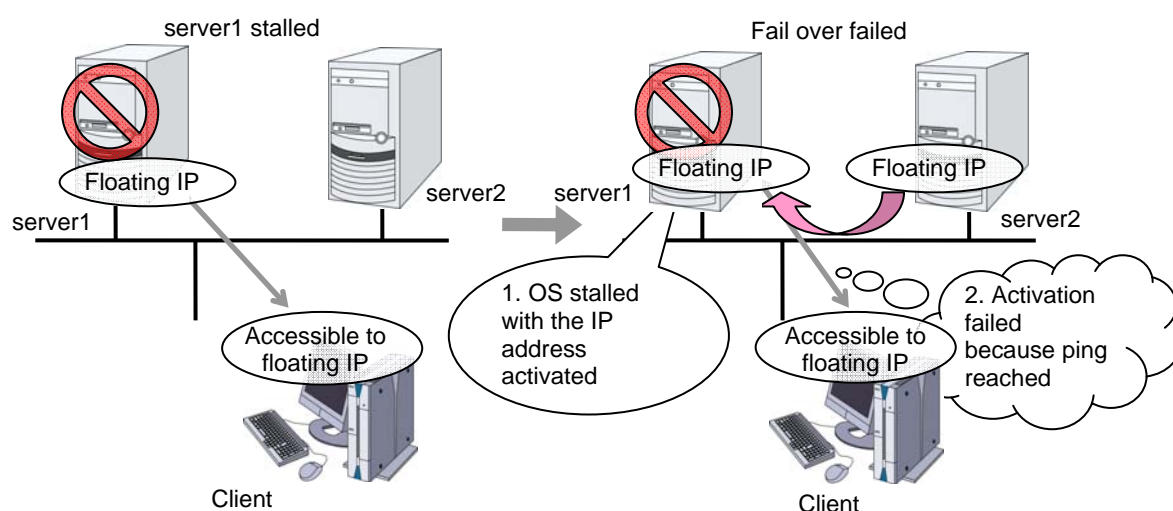 server1 stalled
Floating IP
server1
server2
Accessible to
floating IP
Client
Fail over failed
Floating IP
Floating IP
server1
server2
1. OS stalled
with the IP
address
activated
2. Activation
failed
because ping
reached
Accessible to
floating IP
Client